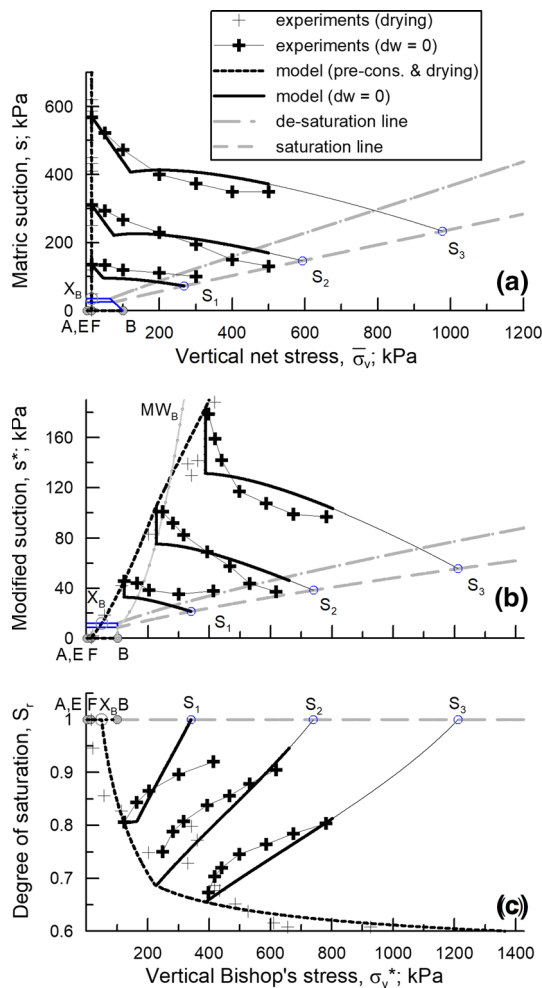 experiments (drying)
experiments (dw = 0)
model (pre-cons. & drying)
model (dw = 0)
de-saturation line
saturation line
Matric suction, s; kPa
600
400
200
0
X_B
A,E F B
S_1
S_2
S_3
(a)
200 400 600 800 1000 1200
Vertical net stress, σ̅_v; kPa
Modified suction, s*; kPa
160
120
80
40
0
MW_B
X_B
A,E F B
S_1
S_2
S_3
(b)
A,E F X_B B S_1 S_2 S_3
Degree of saturation, S_r
1
0.9
0.8
0.7
0.6
(c)
200 400 600 800 1000 1200 1400
Vertical Bishop's stress, σ_v*; kPa